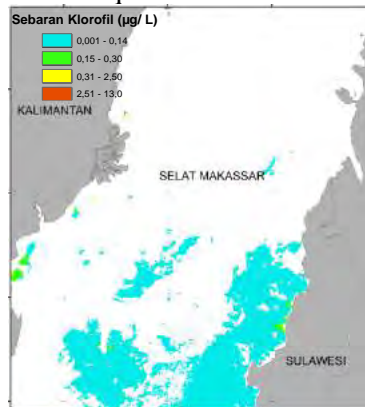 Sebaran Klorofil (µg/ L)
0,001 - 0,14
0,15 - 0,30
0,31 - 2,50
2,51 - 13,0
KALIMANTAN
SELAT MAKASSAR
SULAWESI